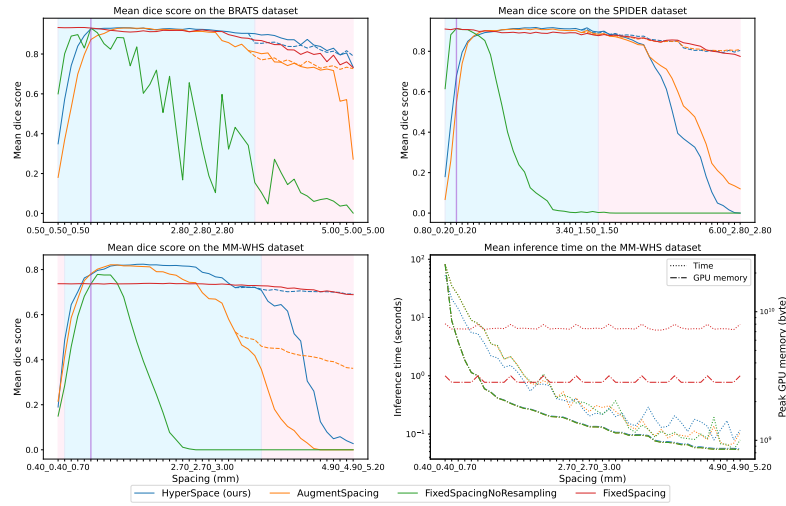 Mean dice score on the BRATS dataset
Mean dice score
0.8
0.6
0.4
0.2
0.0
0.50_0.50_0.50
2.80_2.80_2.80
5.00_5.00_5.00
Mean dice score on the SPIDER dataset
Mean dice score
0.8
0.6
0.4
0.2
0.0
0.80_0.20_0.20
3.40_1.50_1.50
6.00_2.80_2.80
Mean dice score on the MM-WHS dataset
Mean dice score
0.8
0.6
0.4
0.2
0.0
0.40_0.40_0.70
2.70_2.70_3.00
4.90_4.90_5.20
Spacing (mm)
Mean inference time on the MM-WHS dataset
Inference time (seconds)
10²
10¹
10⁰
10⁻¹
Time
GPU memory
Peak GPU memory (byte)
10¹⁰
10⁹
0.40_0.40_0.70
2.70_2.70_3.00
4.90_4.90_5.20
Spacing (mm)
HyperSpace (ours)
AugmentSpacing
FixedSpacingNoResampling
FixedSpacing